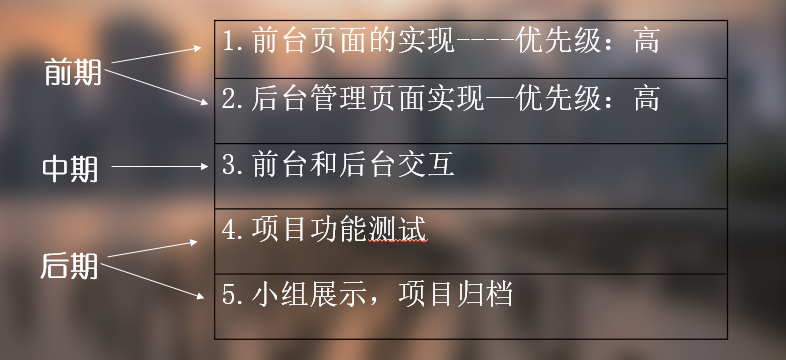 前期
1.前台页面的实现----优先级：高
2.后台管理页面实现—优先级：高
中期
3.前台和后台交互
后期
4.项目功能测试
5.小组展示，项目归档